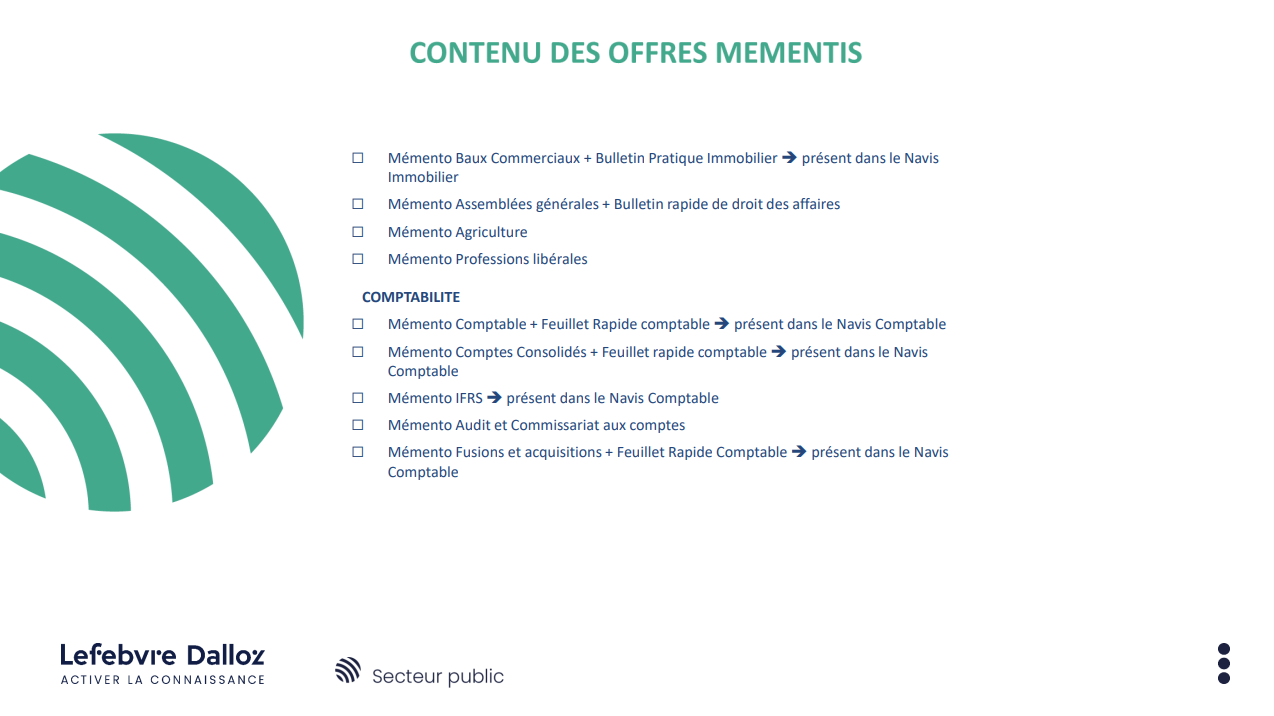 CONTENU DES OFFRES MEMENTIS
☐ Mémento Baux Commerciaux + Bulletin Pratique Immobilier ➔ présent dans le Navis
Immobilier
☐ Mémento Assemblées générales + Bulletin rapide de droit des affaires
☐ Mémento Agriculture
☐ Mémento Professions libérales
COMPTABILITE
☐ Mémento Comptable + Feuillet Rapide comptable ➔ présent dans le Navis Comptable
☐ Mémento Comptes Consolidés + Feuillet rapide comptable ➔ présent dans le Navis
Comptable
☐ Mémento IFRS ➔ présent dans le Navis Comptable
☐ Mémento Audit et Commissariat aux comptes
☐ Mémento Fusions et acquisitions + Feuillet Rapide Comptable ➔ présent dans le Navis
Comptable
Lefebvre Dalloz
ACTIVER LA CONNAISSANCE
Secteur public